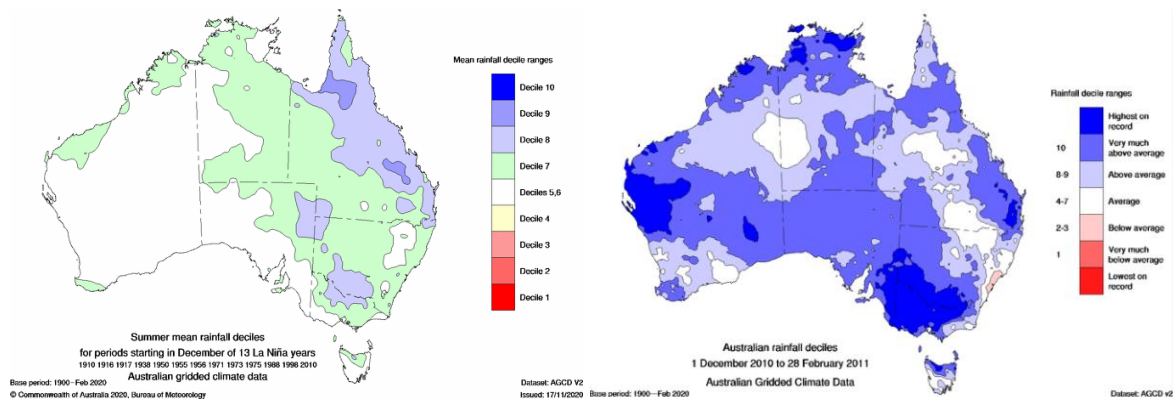 Mean rainfall decile ranges
Decile 10
Decile 9
Decile 8
Decile 7
Deciles 5,6
Decile 4
Decile 3
Decile 2
Decile 1
Summer mean rainfall deciles
for periods starting in December of 13 La Niña years
1910 1916 1917 1938 1950 1955 1956 1971 1973 1975 1988 1998 2010
Australian gridded climate data
Base period: 1900-Feb 2020
© Commonwealth of Australia 2020, Bureau of Meteorology
Dataset: AGCD V2
Issued: 17/11/2020
Rainfall decile ranges
Highest on
record
10
Very much
above average
8-9
Above average
4-7
Average
2-3
Below average
1
Very much
below average
Lowest on
record
Australian rainfall deciles
1 December 2010 to 28 February 2011
Australian Gridded Climate Data
Base period: 1900-Feb 2020
Dataset: AGCD v2